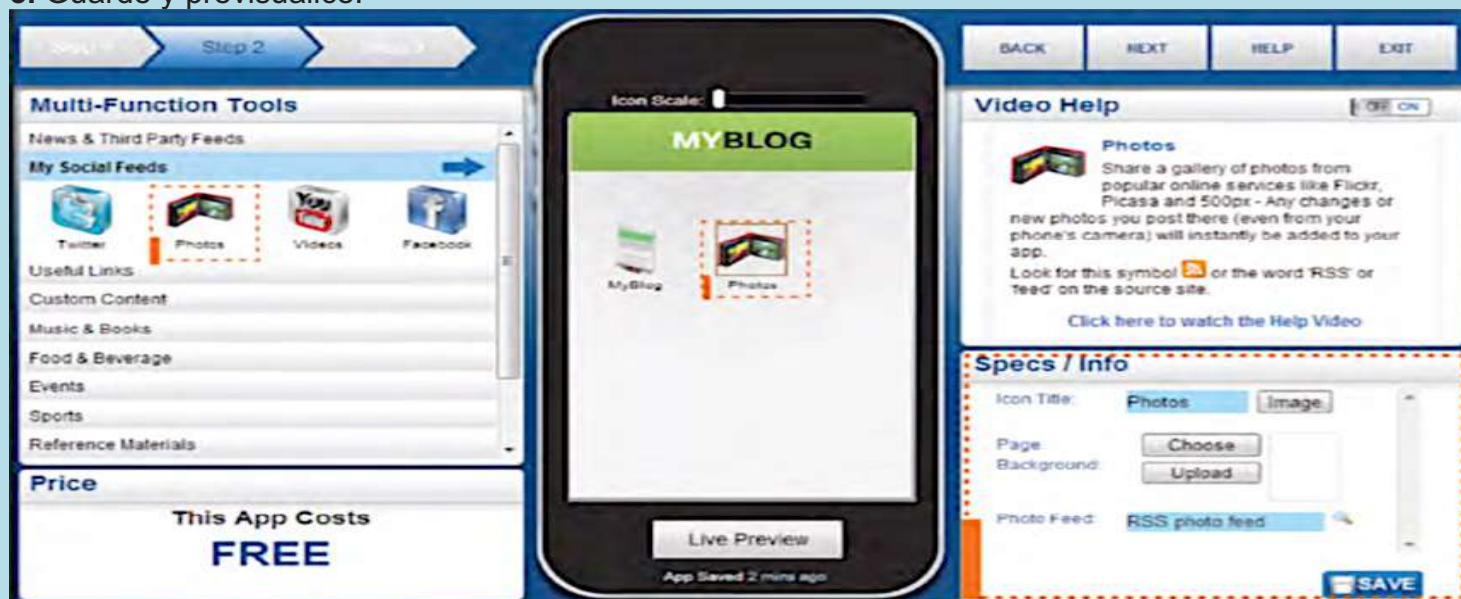 Guarde y previsualice.
Step 2
BACK
NEXT
HELP
EXIT
Multi-Function Tools
News & Third Party Feeds
My Social Feeds
Twitter
Photos
You
Videos
Facebook
Useful Links
Custom Content
Music & Books
Food & Beverage
Events
Sports
Reference Materials
Price
This App Costs
FREE
Icon Scale:
MYBLOG
MyBlog
Photos
Live Preview
App Saved 2 mins ago
Video Help
OFF ON
Photos
Share a gallery of photos from
popular online services like Flickr,
Picasa and 500px - Any changes or
new photos you post there (even from your
phone's camera) will instantly be added to your
app.
Look for this symbol or the word 'RSS' or
'feed' on the source site.
Click here to watch the Help Video
Specs / Info
Icon Title:
Photos
Image
Page
Background:
Choose
Upload
Photo Feed:
RSS photo feed
SAVE